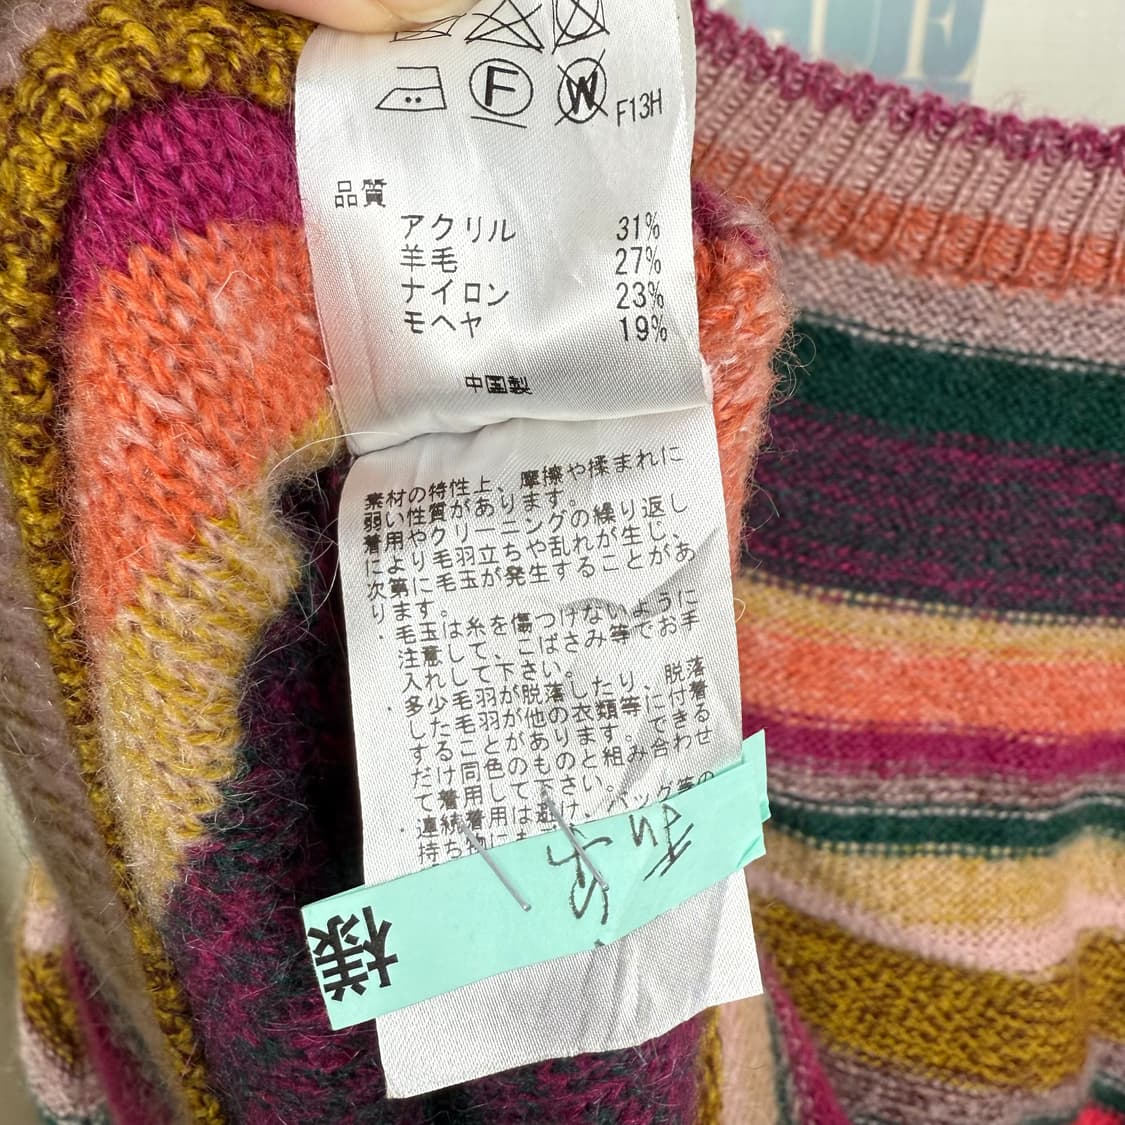 UE
F
W
F13H
品質
アクリル 31%
羊毛 27%
ナイロン 23%
モヘヤ 19%
中国製
素材の特性上、摩擦や揉まれに
弱い性質があります。
着用やクリーニングの繰り返し
により毛羽立ちや乱れが生じ、
次第に毛玉が発生することがあ
ります。
・毛玉は糸を傷つけないように
注意して、こばさみ等でお手
入れして下さい。
・多少毛羽が脱落したり、脱落
した毛羽が他の衣類等に付着
することがあります。できる
だけ同色のものと組み合わせ
て着用して下さい。
・連続着用は避け、バッグ等の
持ち物に
様